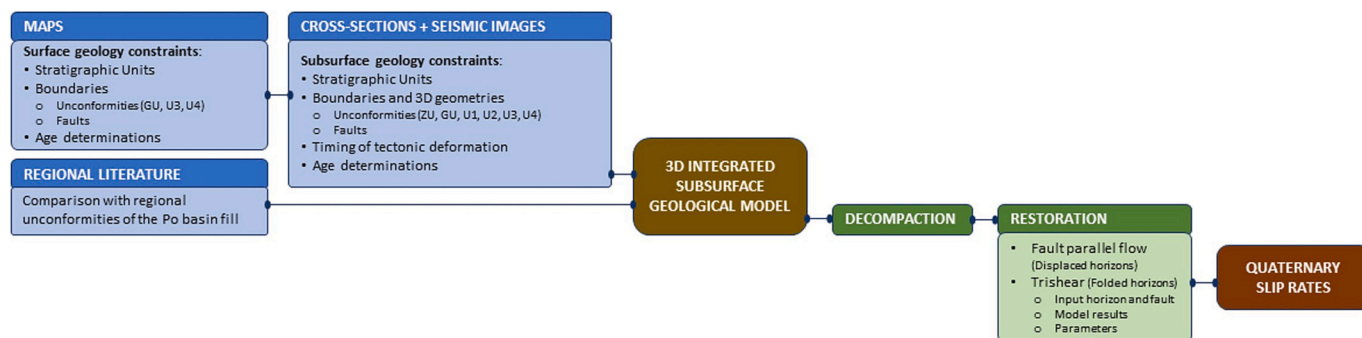 MAPS
Surface geology constraints:
• Stratigraphic Units
• Boundaries
o Unconformities (GU, U3, U4)
o Faults
• Age determinations
REGIONAL LITERATURE
Comparison with regional
unconformities of the Po basin fill
CROSS-SECTIONS + SEISMIC IMAGES
Subsurface geology constraints:
• Stratigraphic Units
• Boundaries and 3D geometries
o Unconformities (ZU, GU, U1, U2, U3, U4)
o Faults
• Timing of tectonic deformation
• Age determinations
3D INTEGRATED
SUBSURFACE
GEOLOGICAL MODEL
DECOMPACTION
RESTORATION
• Fault parallel flow
(Displaced horizons)
• Trishear (Folded horizons)
o Input horizon and fault
o Model results
o Parameters
QUATERNARY
SLIP RATES